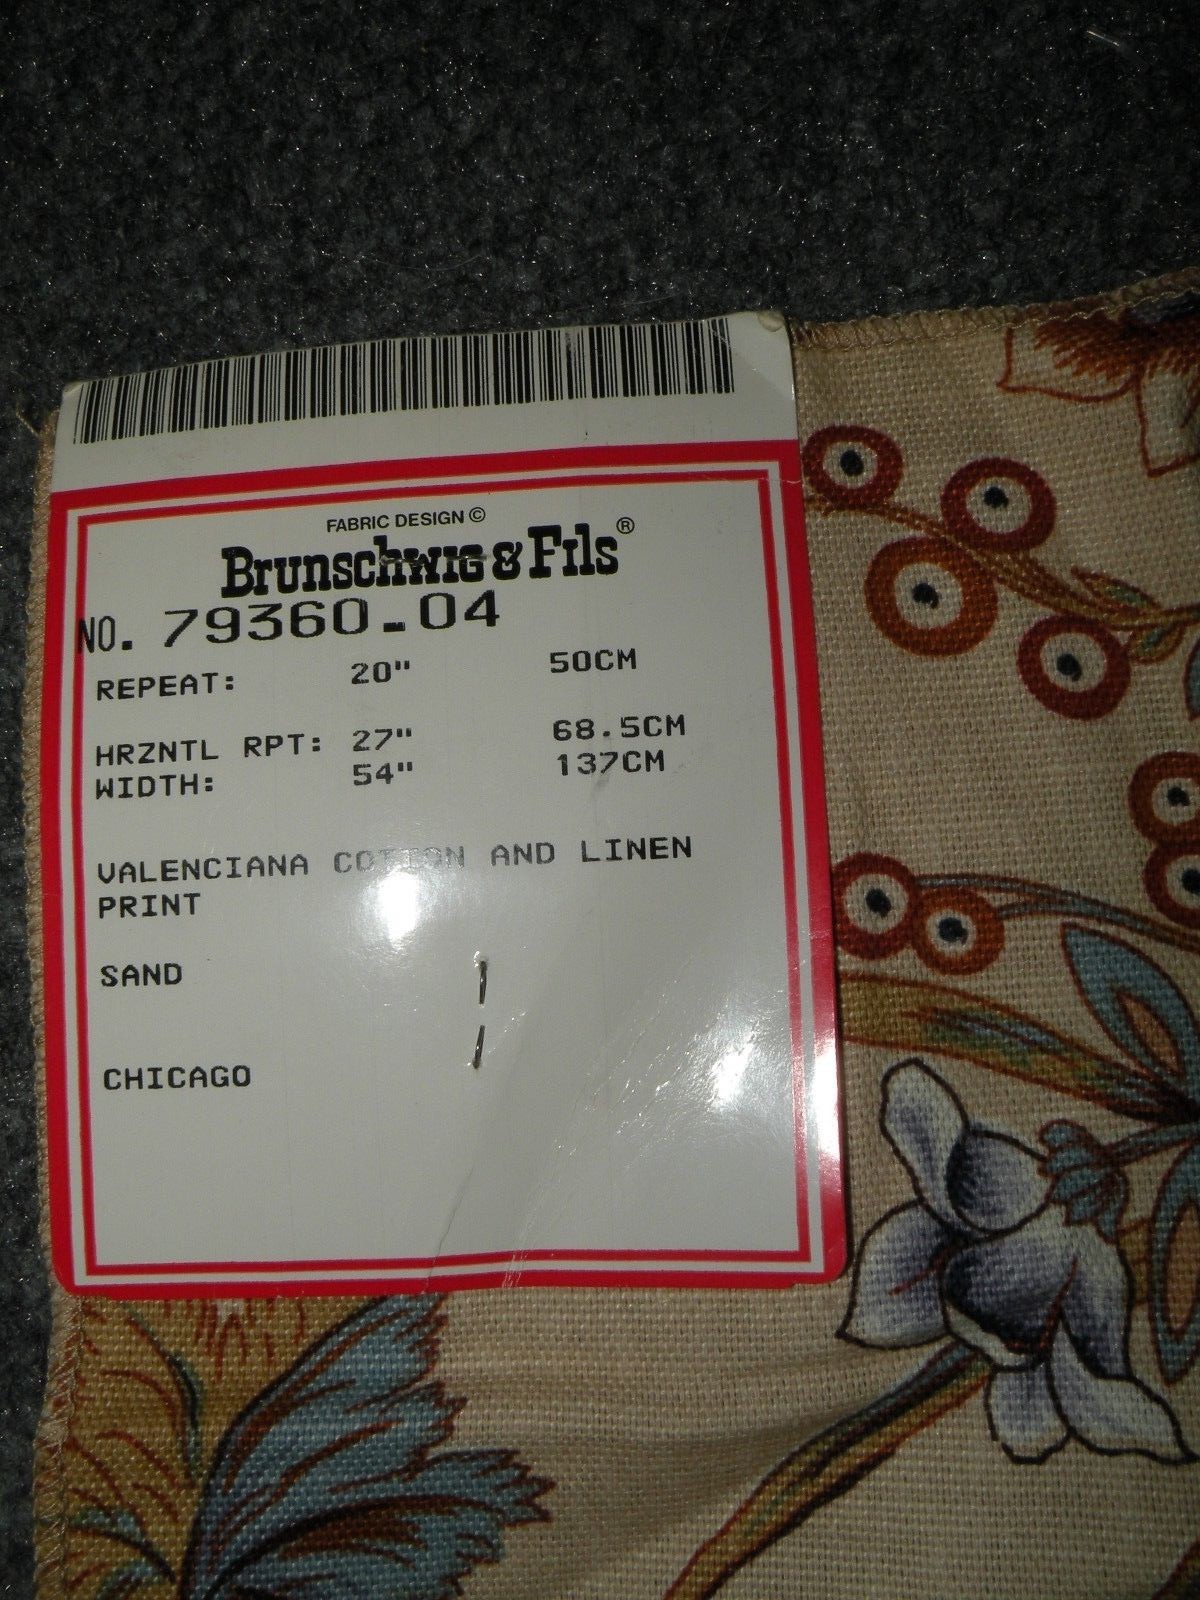 FABRIC DESIGN ©
Brunschwig & Fils®
NO. 79360.04
REPEAT: 20" 50CM
HRZNTL RPT: 27" 68.5CM
WIDTH: 54" 137CM
VALENCIANA COTTON AND LINEN
PRINT
SAND
CHICAGO